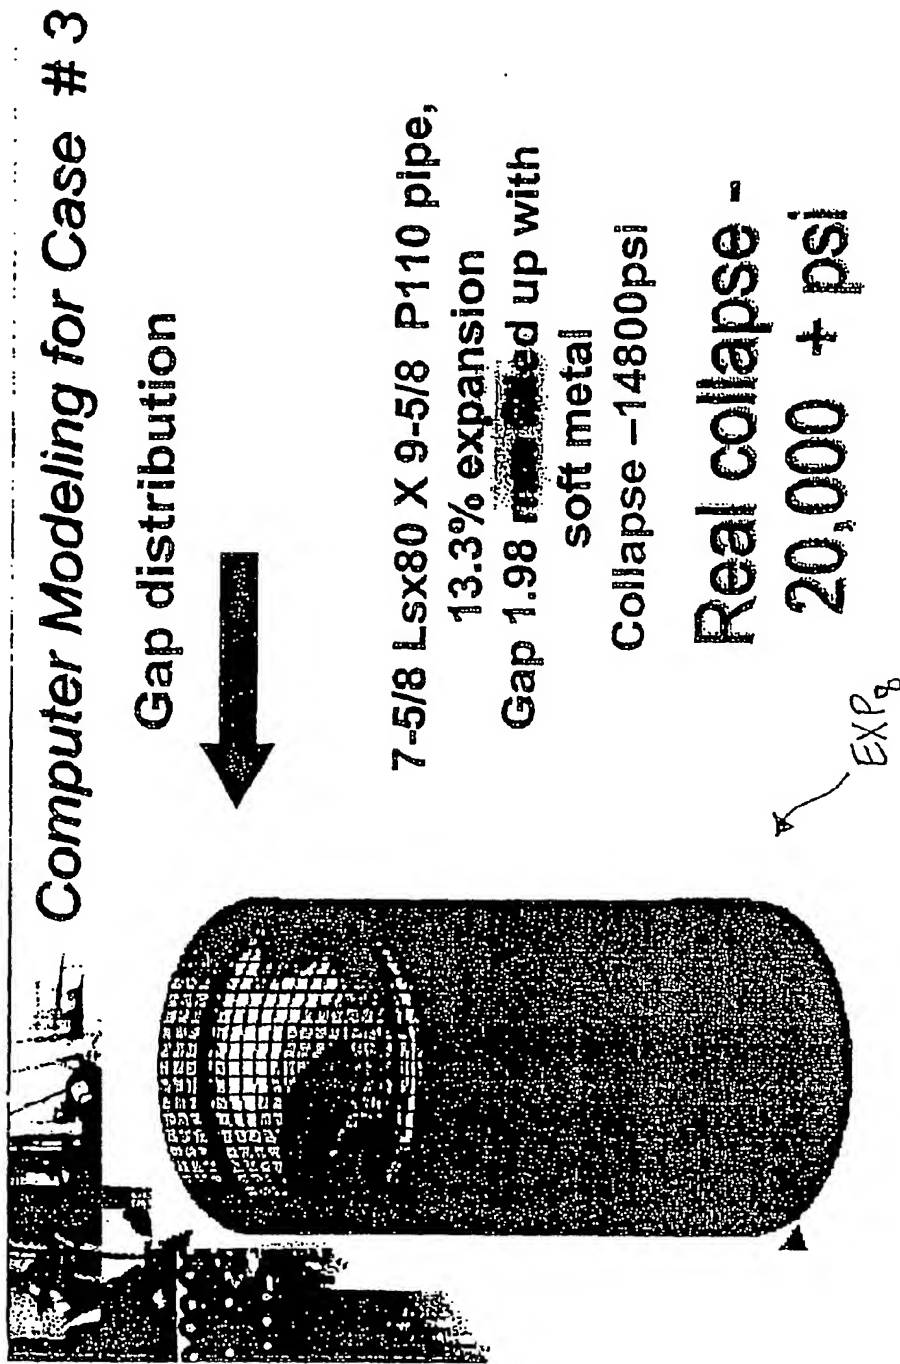 Computer Modeling for Case # 3
Gap distribution
7-5/8 Lsx80 X 9-5/8 P110 pipe,
13.3% expansion
Gap 1.98 up with
soft metal
Collapse –14800psi
Real collapse -
20,000 + psi
EXP8